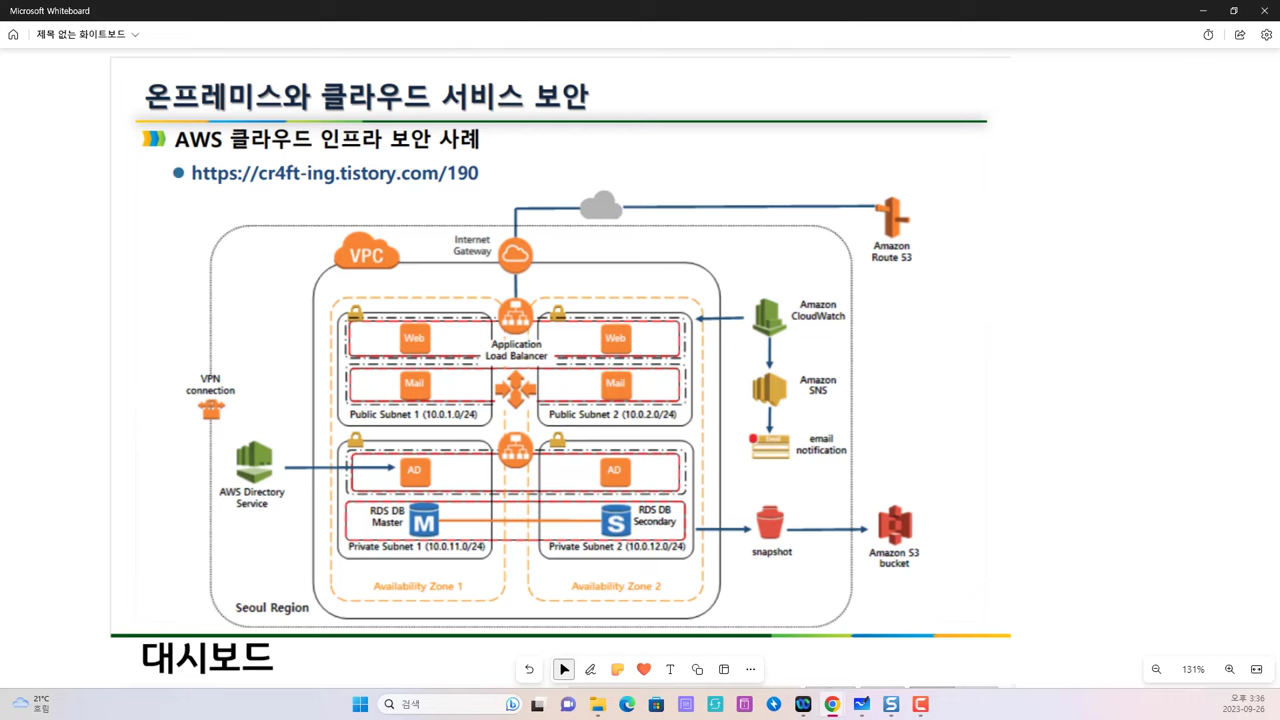 Microsoft Whiteboard
제목 없는 화이트보드
온프레미스와 클라우드 서비스 보안
AWS 클라우드 인프라 보안 사례
https://cr4ft-ing.tistory.com/190
Internet
Gateway
VPC
Amazon
Route 53
Amazon
CloudWatch
Web
Web
Application
Load Balancer
Mail
Mail
Public Subnet 1 (10.0.1.0/24)
Public Subnet 2 (10.0.2.0/24)
VPN
connection
Amazon
SNS
Email
email
notification
AD
AD
AWS Directory
Service
RDS DB
Master
M
S
RDS DB
Secondary
Private Subnet 1 (10.0.11.0/24)
Private Subnet 2 (10.0.12.0/24)
snapshot
Amazon S3
bucket
Availability Zone 1
Availability Zone 2
Seoul Region
대시보드
131%
21°C
흐림
검색
오후 3:36
2023-09-26